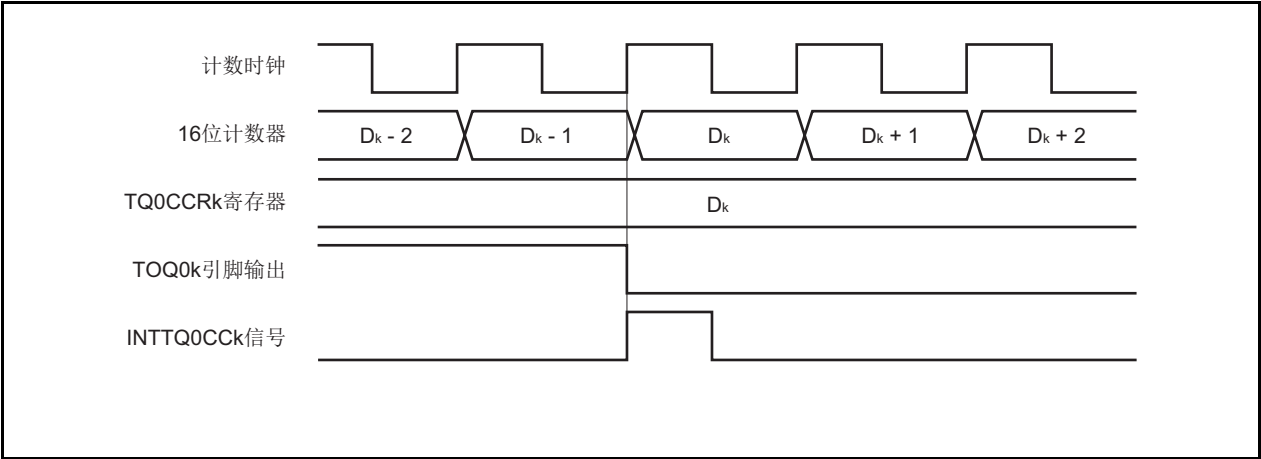 计数时钟
16位计数器 Dk - 2 Dk - 1 Dk Dk + 1 Dk + 2
TQ0CCRk寄存器 Dk
TOQ0k引脚输出
INTTQ0CCk信号